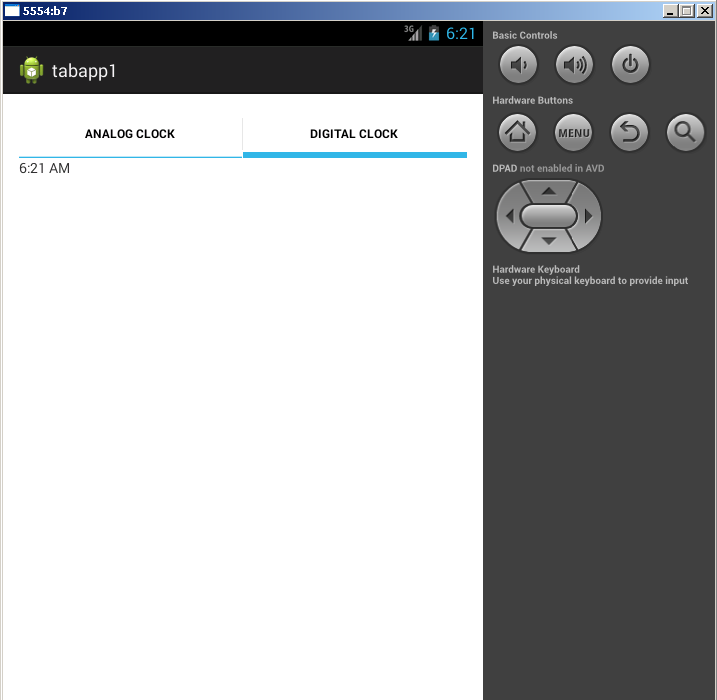 5554:b7
3G 6:21
tabapp1
ANALOG CLOCK DIGITAL CLOCK
6:21 AM
Basic Controls
Hardware Buttons
MENU
DPAD not enabled in AVD
Hardware Keyboard
Use your physical keyboard to provide input